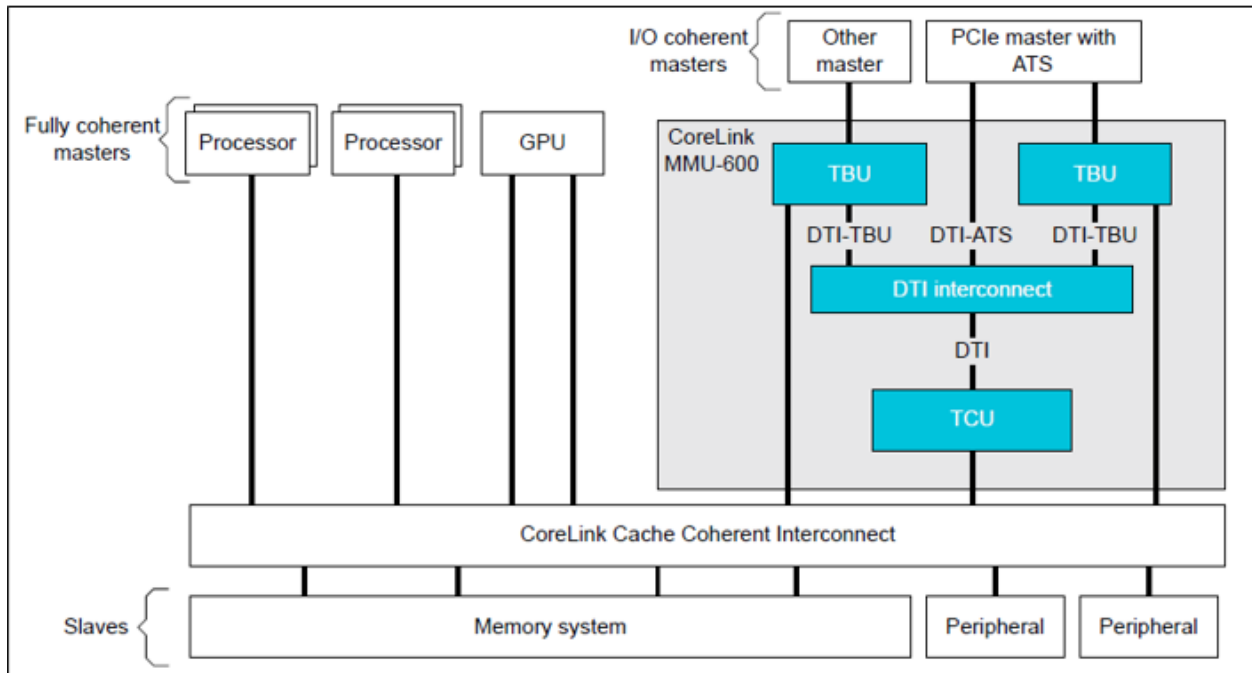 I/O coherent
masters
Other
master
PCIe master with
ATS
Fully coherent
masters
Processor
Processor
GPU
CoreLink
MMU-600
TBU
TBU
DTI-TBU
DTI-ATS
DTI-TBU
DTI interconnect
DTI
TCU
CoreLink Cache Coherent Interconnect
Slaves
Memory system
Peripheral
Peripheral